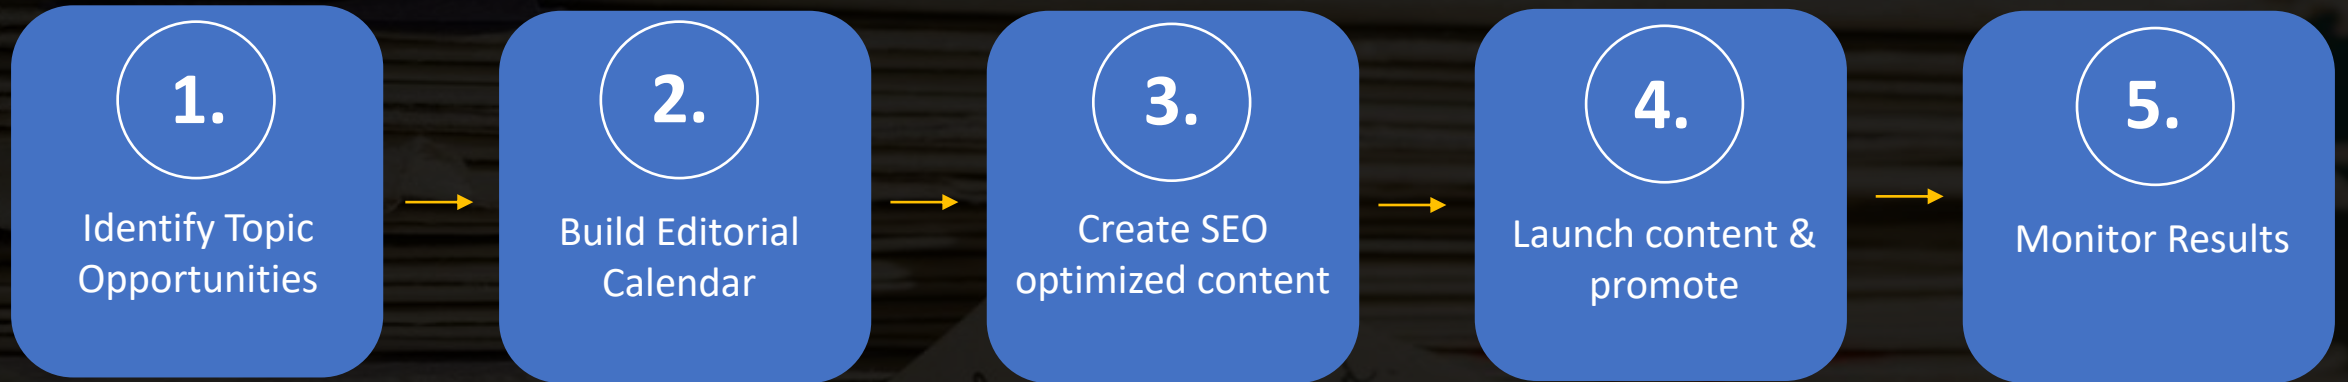 1.
Identify Topic
Opportunities
2.
Build Editorial
Calendar
3.
Create SEO
optimized content
4.
Launch content &
promote
5.
Monitor Results